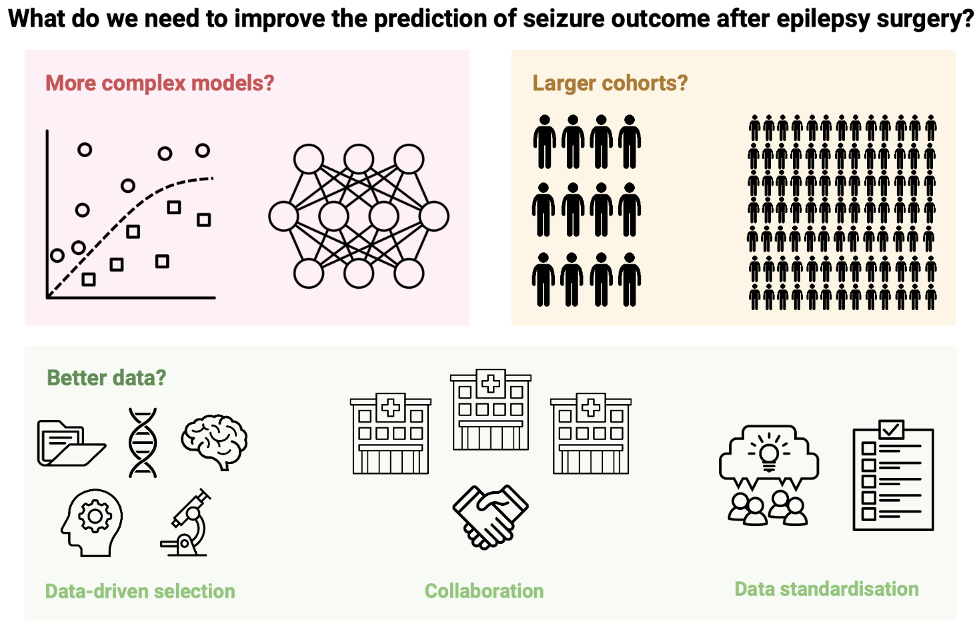 What do we need to improve the prediction of seizure outcome after epilepsy surgery?
More complex models?
Larger cohorts?
Better data?
Data-driven selection
Collaboration
Data standardisation